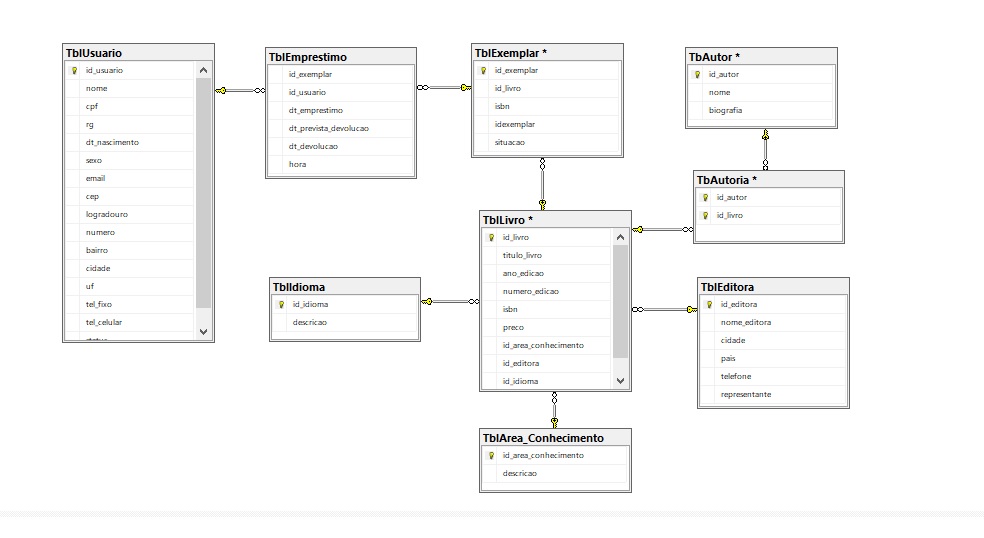 TblUsuario
id_usuario
nome
cpf
rg
dt_nascimento
sexo
email
cep
logradouro
numero
bairro
cidade
uf
tel_fixo
tel_celular
TblEmprestimo
id_exemplar
id_usuario
dt_emprestimo
dt_prevista_devolucao
dt_devolucao
hora
TblExemplar *
id_exemplar
id_livro
isbn
idexemplar
situacao
TbAutor *
id_autor
nome
biografia
TbAutoria *
id_autor
id_livro
TblLivro *
id_livro
titulo_livro
ano_edicao
numero_edicao
isbn
preco
id_area_conhecimento
id_editora
id_idioma
TblIdioma
id_idioma
descricao
TblEditora
id_editora
nome_editora
cidade
pais
telefone
representante
TblArea_Conhecimento
id_area_conhecimento
descricao